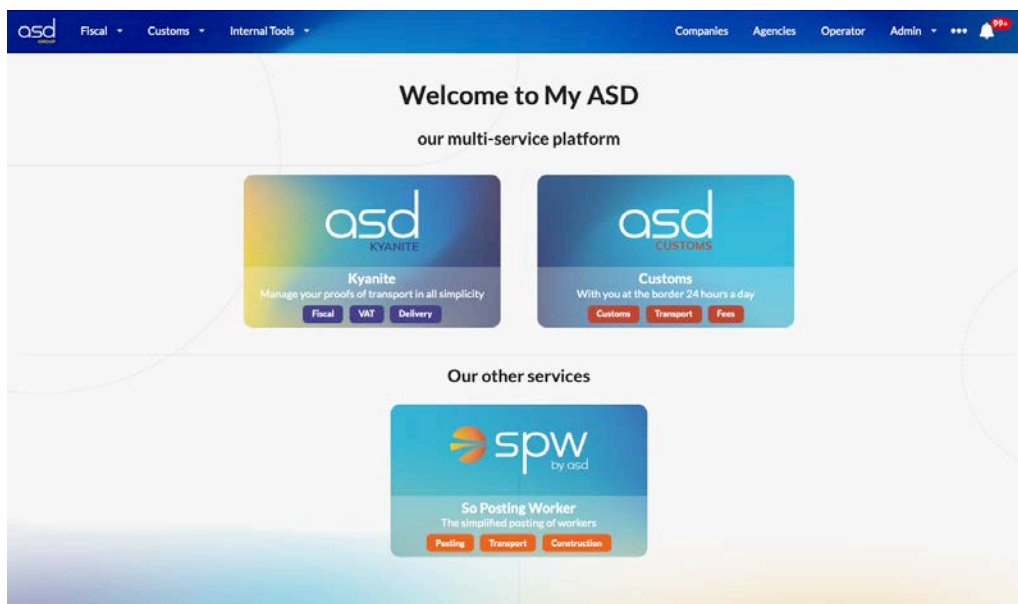 asd
GROUP
Fiscal
Customs
Internal Tools
Companies
Agencies
Operator
Admin
99+
Welcome to My ASD
our multi-service platform
asd
KYANITE
Kyanite
Manage your proofs of transport in all simplicity
Fiscal VAT Delivery
asd
CUSTOMS
Customs
With you at the border 24 hours a day
Customs Transport Fees
Our other services
spw
by asd
So Posting Worker
The simplified posting of workers
Posting Transport Construction